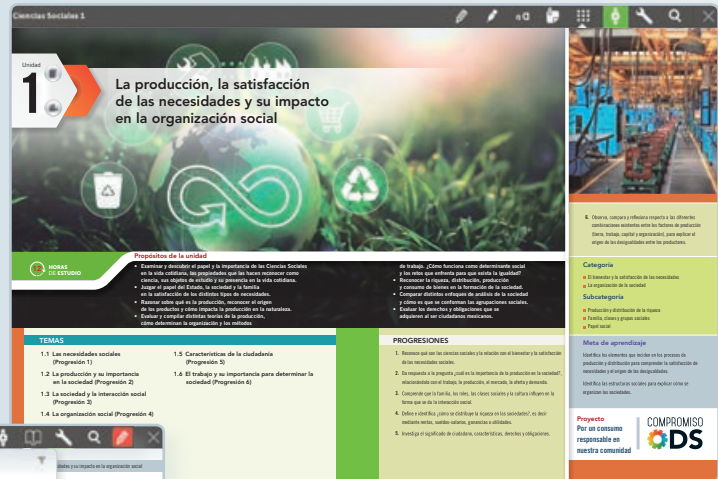 Ciencias Sociales 1
Unidad
1
La producción, la satisfacción
de las necesidades y su impacto
en la organización social
12 HORAS
DE ESTUDIO
Propósitos de la unidad
• Examinar y descubrir el papel y la importancia de las Ciencias Sociales
en la vida cotidiana, las propiedades que las hacen reconocer como
ciencia, sus objetos de estudio y su presencia en la vida cotidiana.
• Juzgar el papel del Estado, la sociedad y la familia
en la satisfacción de los distintos tipos de necesidades.
• Razonar sobre qué es la producción, reconocer el origen
de los productos y cómo impacta la producción en la naturaleza.
• Evaluar y compilar distintas teorías de la producción,
cómo determinan la organización y los métodos
de trabajo. ¿Cómo funciona como determinante social
y los retos que enfrenta para que exista la igualdad?
• Reconocer la riqueza, distribución, producción
y consumo de bienes en la formación de la sociedad.
• Comparar distintos enfoques de análisis de la sociedad
y cómo es que se conforman las agrupaciones sociales.
• Evaluar los derechos y obligaciones que se
adquieren al ser ciudadanos mexicanos.
TEMAS
1.1 Las necesidades sociales
(Progresión 1)
1.2 La producción y su importancia
en la sociedad (Progresión 2)
1.3 La sociedad y la interacción social
(Progresión 3)
1.4 La organización social (Progresión 4)
1.5 Características de la ciudadanía
(Progresión 5)
1.6 El trabajo y su importancia para determinar la
sociedad (Progresión 6)
PROGRESIONES
1. Reconoce qué son las ciencias sociales y la relación con el bienestar y la satisfacción
de las necesidades sociales.
2. Da respuesta a la pregunta ¿cuál es la importancia de la producción en la sociedad?,
relacionándola con el trabajo, la producción, el mercado, la oferta y demanda.
3. Comprende que la familia, los roles, las clases sociales y la cultura influyen en la
forma que se da la interacción social.
4. Define e identifica ¿cómo se distribuye la riqueza en las sociedades?, es decir
mediante rentas, sueldos-salarios, ganancias o utilidades.
5. Investiga el significado de ciudadano, características, derechos y obligaciones.
6. Observa, compara y reflexiona respecto a las diferentes
combinaciones existentes entre los factores de producción
(tierra, trabajo, capital y organización), para explicar el
origen de las desigualdades entre los productores.
Categoría
El bienestar y la satisfacción de las necesidades
La organización de la sociedad
Subcategoría
Producción y distribución de la riqueza
Familia, clases y grupos sociales
Papel social
Meta de aprendizaje
Identifica los elementos que inciden en los procesos de
producción y distribución para comprender la satisfacción de
necesidades y el origen de las desigualdades.
Identifica las estructuras sociales para explicar cómo se
organizan las sociedades.
Proyecto
Por un consumo
responsable en
nuestra comunidad
COMPROMISO
ODS
dades y su impacto en la organización social